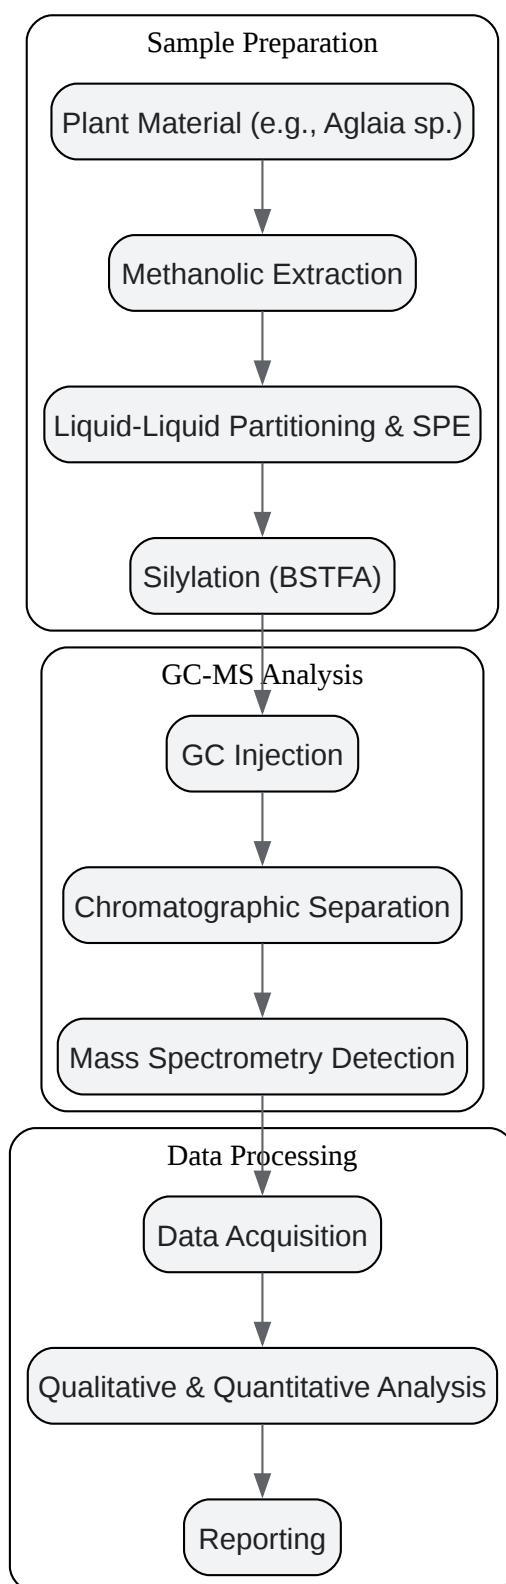 Sample Preparation
Plant Material (e.g., Aglaia sp.)
Methanolic Extraction
Liquid-Liquid Partitioning & SPE
Silylation (BSTFA)
GC-MS Analysis
GC Injection
Chromatographic Separation
Mass Spectrometry Detection
Data Processing
Data Acquisition
Qualitative & Quantitative Analysis
Reporting